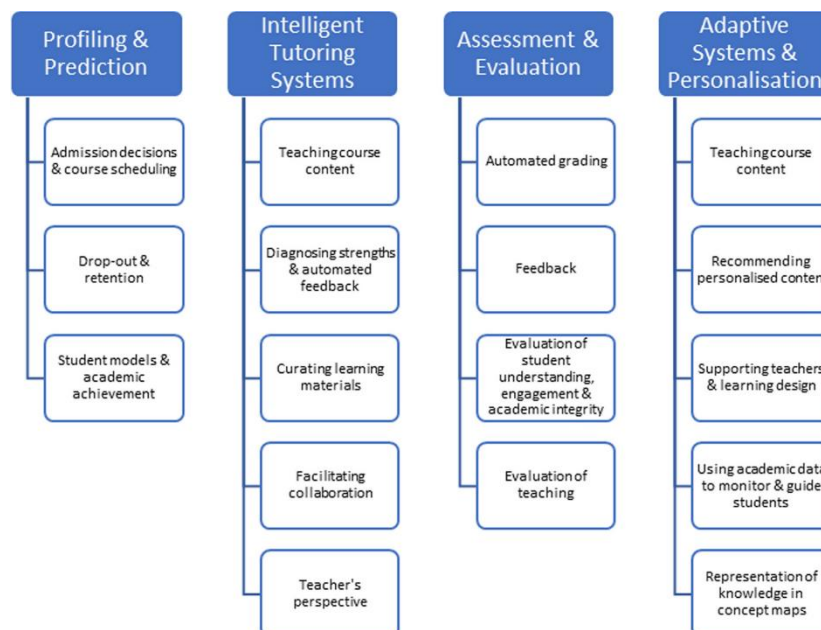 Profiling &
Prediction
Admission decisions
& course scheduling
Drop-out &
retention
Student models &
academic
achievement
Intelligent
Tutoring
Systems
Teaching course
content
Diagnosing strengths
& automated
feedback
Curating learning
materials
Facilitating
collaboration
Teacher's
perspective
Assessment &
Evaluation
Automated grading
Feedback
Evaluation of
student
understanding,
engagement &
academic integrity
Evaluation of
teaching
Adaptive
Systems &
Personalisation
Teaching course
content
Recommending
personalised content
Supporting teachers
& learning design
Using academic data
to monitor & guide
students
Representation of
knowledge in
concept maps